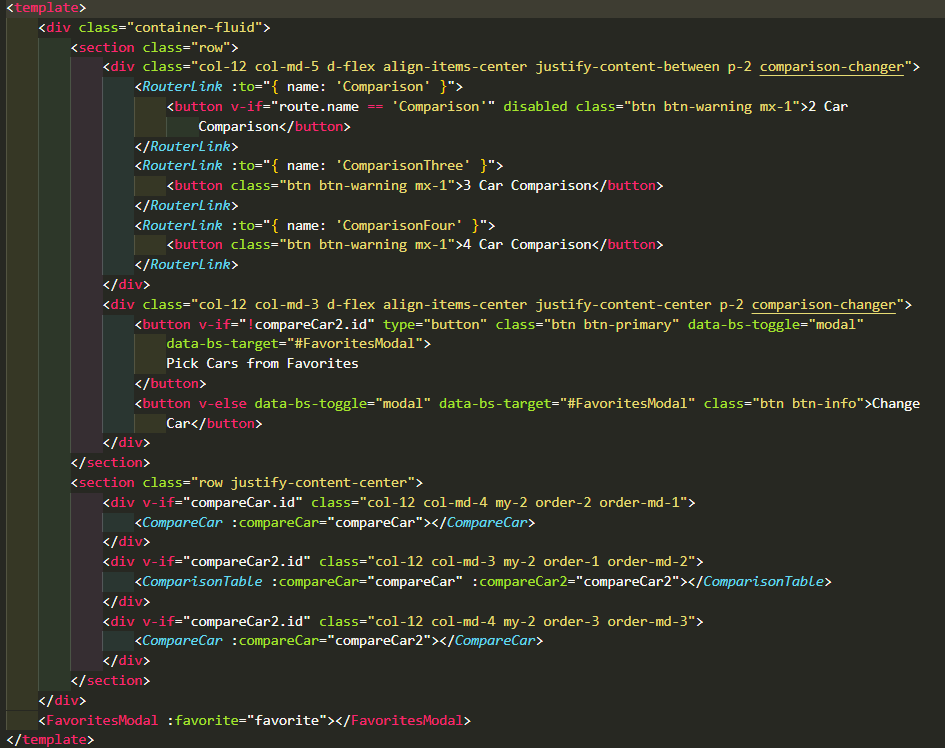 <template>
<div class="container-fluid">
<section class="row">
<div class="col-12 col-md-5 d-flex align-items-center justify-content-between p-2 comparison-changer">
<RouterLink :to="{ name: 'Comparison' }">
<button v-if="route.name == 'Comparison'" disabled class="btn btn-warning mx-1">2 Car
Comparison</button>
</RouterLink>
<RouterLink :to="{ name: 'ComparisonThree' }">
<button class="btn btn-warning mx-1">3 Car Comparison</button>
</RouterLink>
<RouterLink :to="{ name: 'ComparisonFour' }">
<button class="btn btn-warning mx-1">4 Car Comparison</button>
</RouterLink>
</div>
<div class="col-12 col-md-3 d-flex align-items-center justify-content-center p-2 comparison-changer">
<button v-if="!compareCar2.id" type="button" class="btn btn-primary" data-bs-toggle="modal"
data-bs-target="#FavoritesModal">
Pick Cars from Favorites
</button>
<button v-else data-bs-toggle="modal" data-bs-target="#FavoritesModal" class="btn btn-info">Change
Car</button>
</div>
</section>
<section class="row justify-content-center">
<div v-if="compareCar.id" class="col-12 col-md-4 my-2 order-2 order-md-1">
<CompareCar :compareCar="compareCar"></CompareCar>
</div>
<div v-if="compareCar2.id" class="col-12 col-md-3 my-2 order-1 order-md-2">
<ComparisonTable :compareCar="compareCar" :compareCar2="compareCar2"></ComparisonTable>
</div>
<div v-if="compareCar2.id" class="col-12 col-md-4 my-2 order-3 order-md-3">
<CompareCar :compareCar="compareCar2"></CompareCar>
</div>
</section>
</div>
<FavoritesModal :favorite="favorite"></FavoritesModal>
</template>